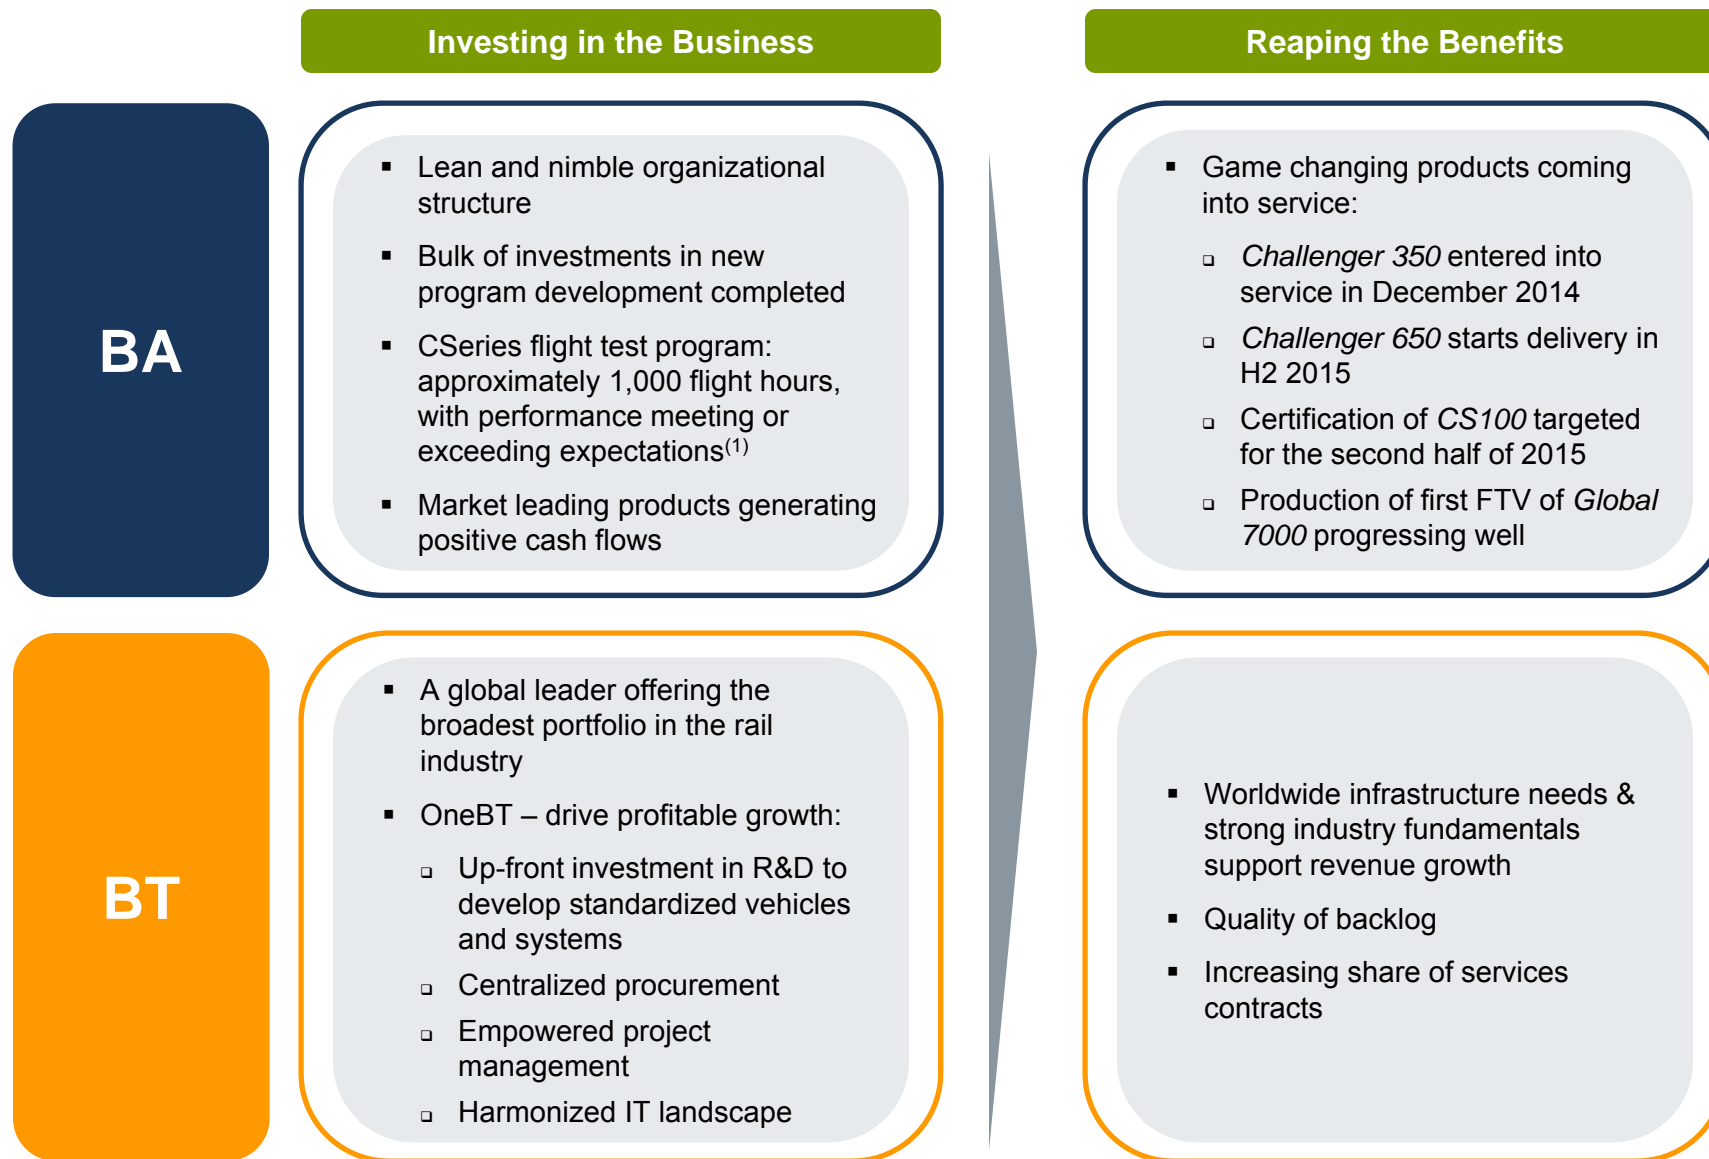 Investing in the Business
Reaping the Benefits
BA
▪ Lean and nimble organizational
structure
▪ Bulk of investments in new
program development completed
▪ CSeries flight test program:
approximately 1,000 flight hours,
with performance meeting or
exceeding expectations(1)
▪ Market leading products generating
positive cash flows
▪ Game changing products coming
into service:
❑ Challenger 350 entered into
service in December 2014
❑ Challenger 650 starts delivery in
H2 2015
❑ Certification of CS100 targeted
for the second half of 2015
❑ Production of first FTV of Global
7000 progressing well
BT
▪ A global leader offering the
broadest portfolio in the rail
industry
▪ OneBT – drive profitable growth:
❑ Up-front investment in R&D to
develop standardized vehicles
and systems
❑ Centralized procurement
❑ Empowered project
management
❑ Harmonized IT landscape
▪ Worldwide infrastructure needs &
strong industry fundamentals
support revenue growth
▪ Quality of backlog
▪ Increasing share of services
contracts